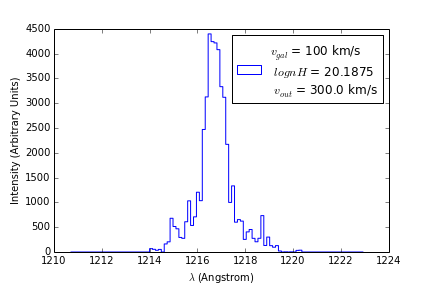 4500
4000
3500
3000
2500
2000
1500
1000
500
0
1210 1212 1214 1216 1218 1220 1222 1224
Intensity (Arbitrary Units)
λ (Angstrom)
v_gal = 100 km/s
lognH = 20.1875
v_out = 300.0 km/s